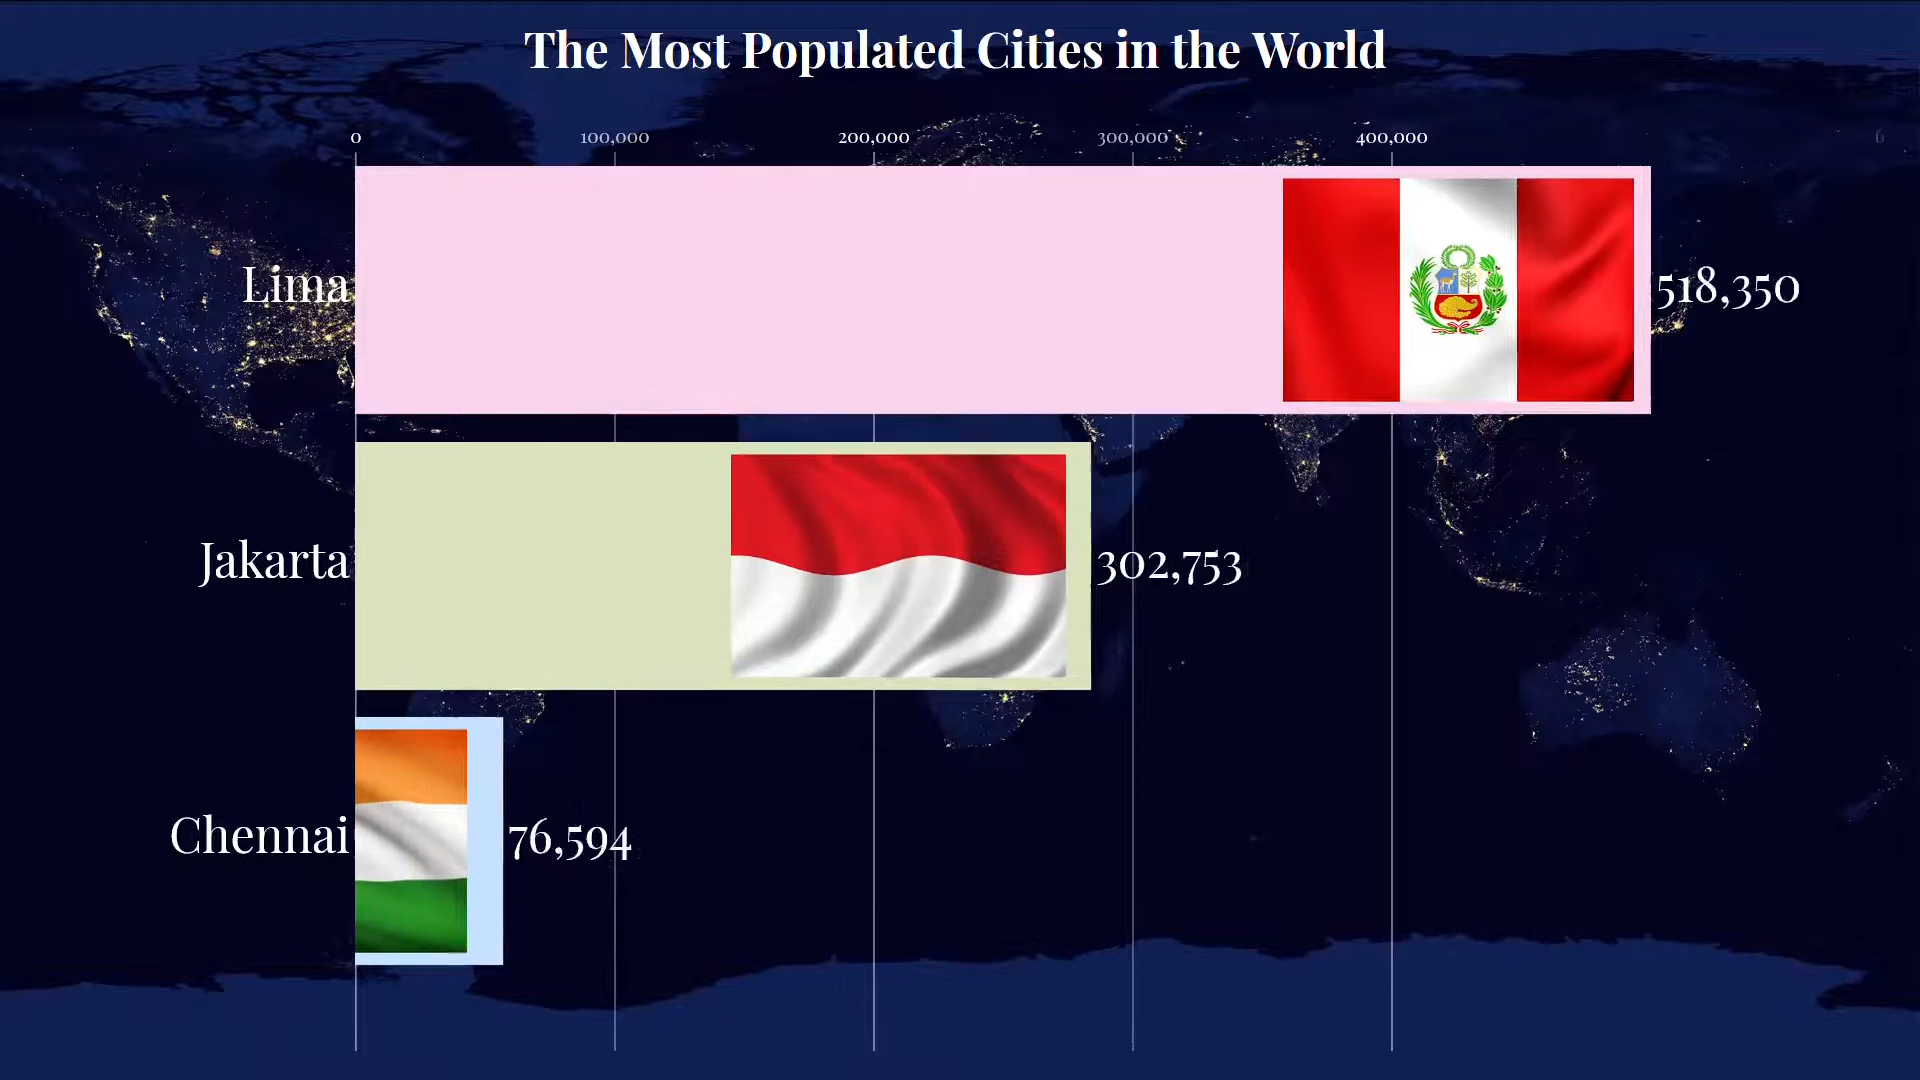 The Most Populated Cities in the World
0 100,000 200,000 300,000 400,000 6
Lima 518,350
Jakarta 302,753
Chennai 76,594